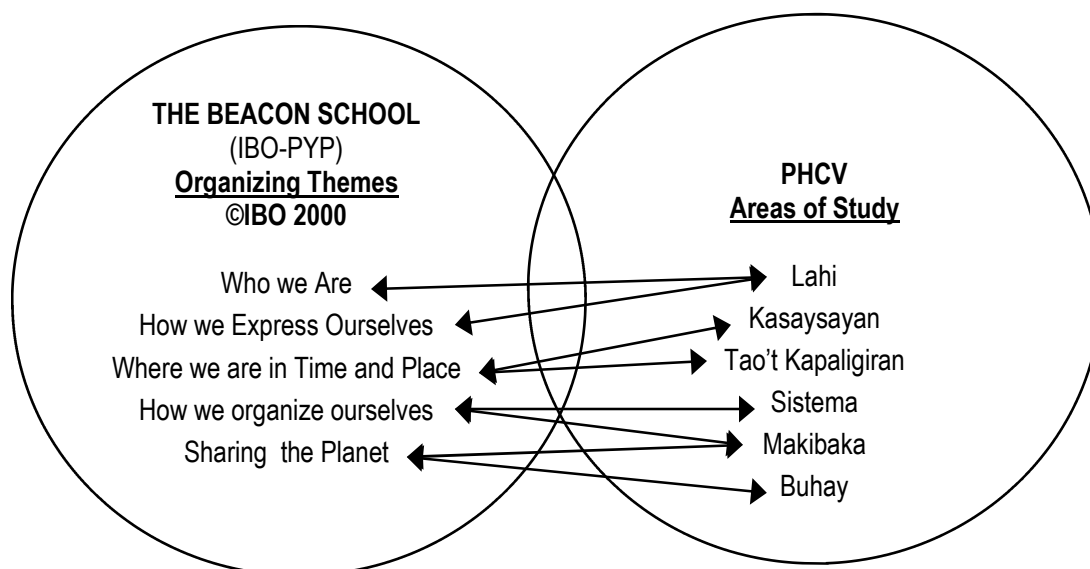 THE BEACON SCHOOL
(IBO-PYP)
Organizing Themes
©IBO 2000
Who we Are
How we Express Ourselves
Where we are in Time and Place
How we organize ourselves
Sharing the Planet
PHCV
Areas of Study
Lahi
Kasaysayan
Tao’t Kapaligiran
Sistema
Makibaka
Buhay